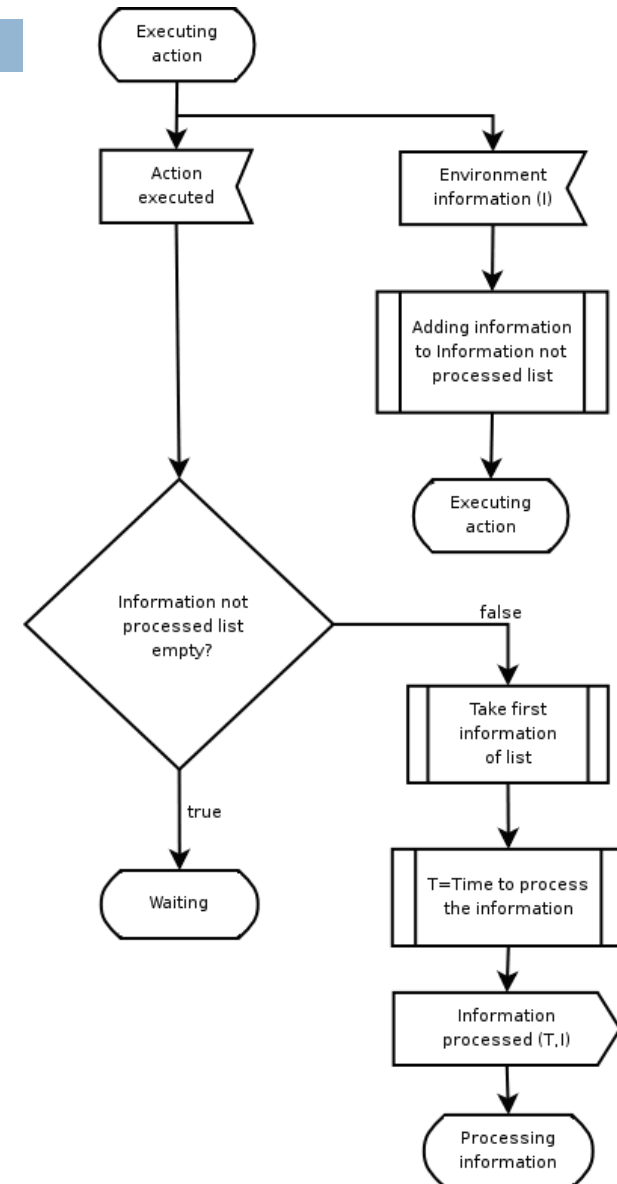 Executing
action
Action
executed
Environment
information (I)
Adding information
to Information not
processed list
Executing
action
Information not
processed list
empty?
false
Take first
information
of list
true
T=Time to process
the information
Waiting
Information
processed (T,I)
Processing
information